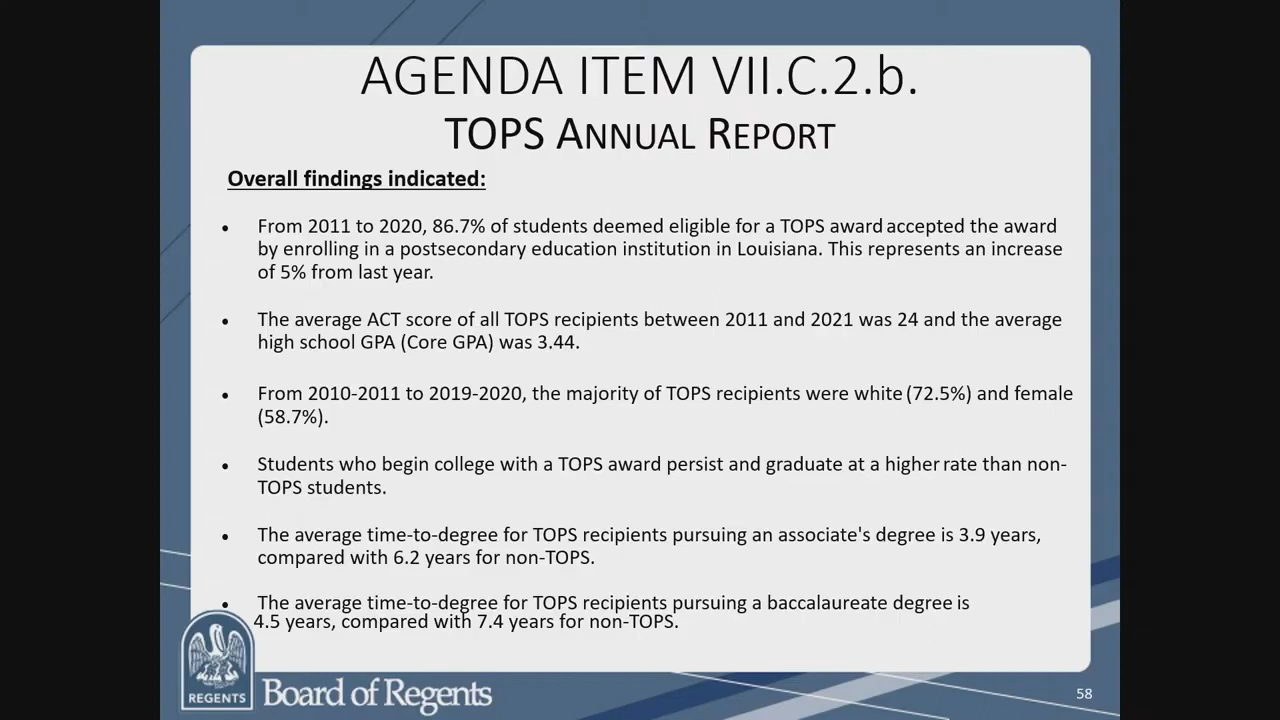 AGENDA ITEM VII.C.2.b.
TOPS ANNUAL REPORT
Overall findings indicated:
• From 2011 to 2020, 86.7% of students deemed eligible for a TOPS award accepted the award
by enrolling in a postsecondary education institution in Louisiana. This represents an increase
of 5% from last year.
• The average ACT score of all TOPS recipients between 2011 and 2021 was 24 and the average
high school GPA (Core GPA) was 3.44.
• From 2010-2011 to 2019-2020, the majority of TOPS recipients were white (72.5%) and female
(58.7%).
• Students who begin college with a TOPS award persist and graduate at a higher rate than non-
TOPS students.
• The average time-to-degree for TOPS recipients pursuing an associate's degree is 3.9 years,
compared with 6.2 years for non-TOPS.
• The average time-to-degree for TOPS recipients pursuing a baccalaureate degree is
4.5 years, compared with 7.4 years for non-TOPS.
REGENTS
Board of Regents
58